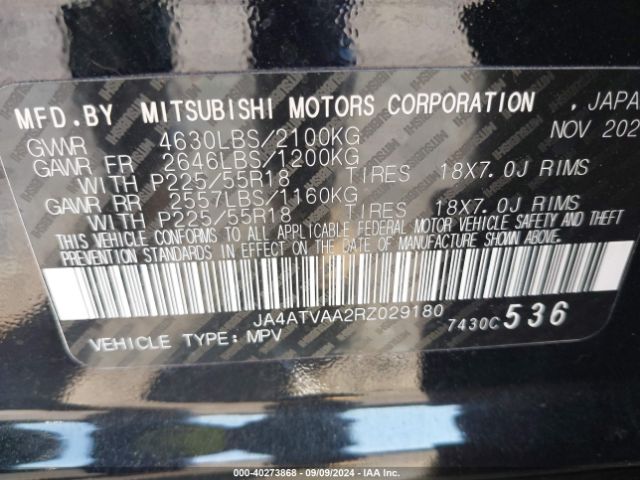 MFD.BY MITSUBISHI MOTORS CORPORATION , JAPA
GVWR 4630LBS/2100KG NOV 202
GAWR FR 2646LBS/1200KG
WITH P225/55R18 TIRES 18X7.0J RIMS
GAWR RR 2557LBS/1160KG
WITH P225/55R18 TIRES 18X7.0J RIMS
THIS VEHICLE CONFORMS TO ALL APPLICABLE FEDERAL MOTOR VEHICLE SAFETY AND THEFT
PREVENTION STANDARDS IN EFFECT ON THE DATE OF MANUFACTURE SHOWN ABOVE.
JA4ATVAA2RZ029180 7430C 536
VEHICLE TYPE: MPV
000-40273868 - 09/09/2024 - IAA Inc.